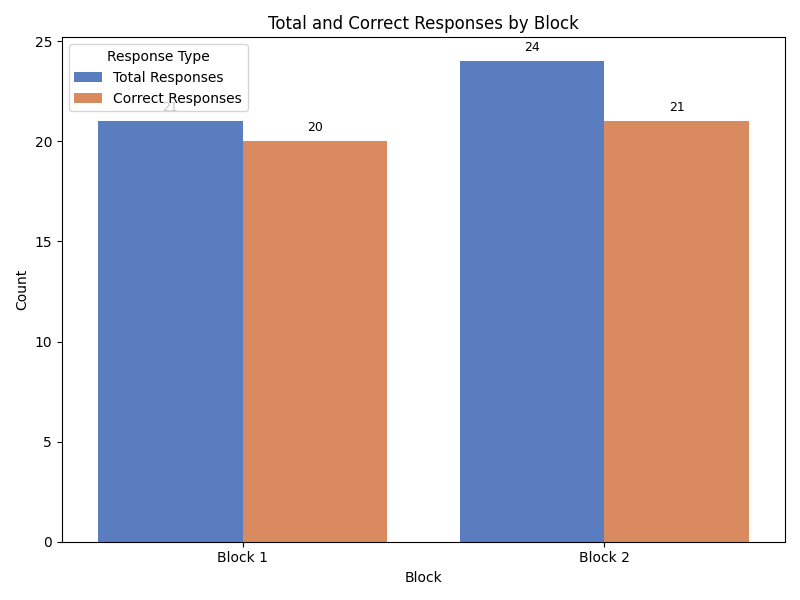 Total and Correct Responses by Block
Response Type
Total Responses
Correct Responses
21
20
24
21
25
20
15
10
5
0
Count
Block 1
Block 2
Block